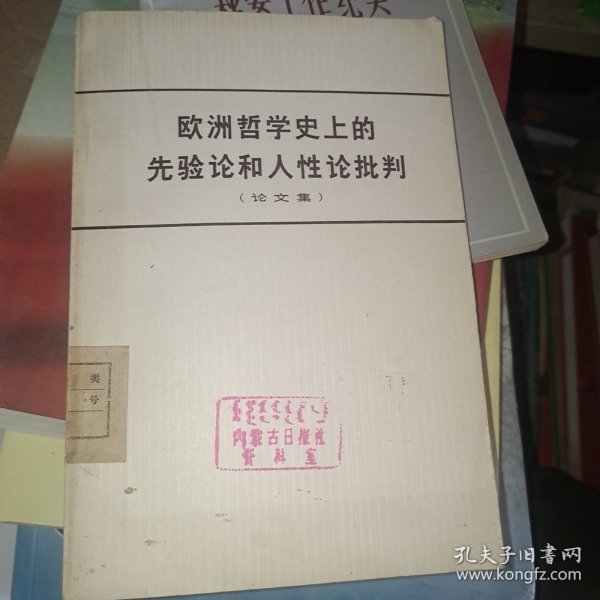 欧洲哲学史上的
先验论和人性论批判
（论文集）
类
号
内蒙古日报社
资料室
孔夫子旧书网
www.kongfz.com